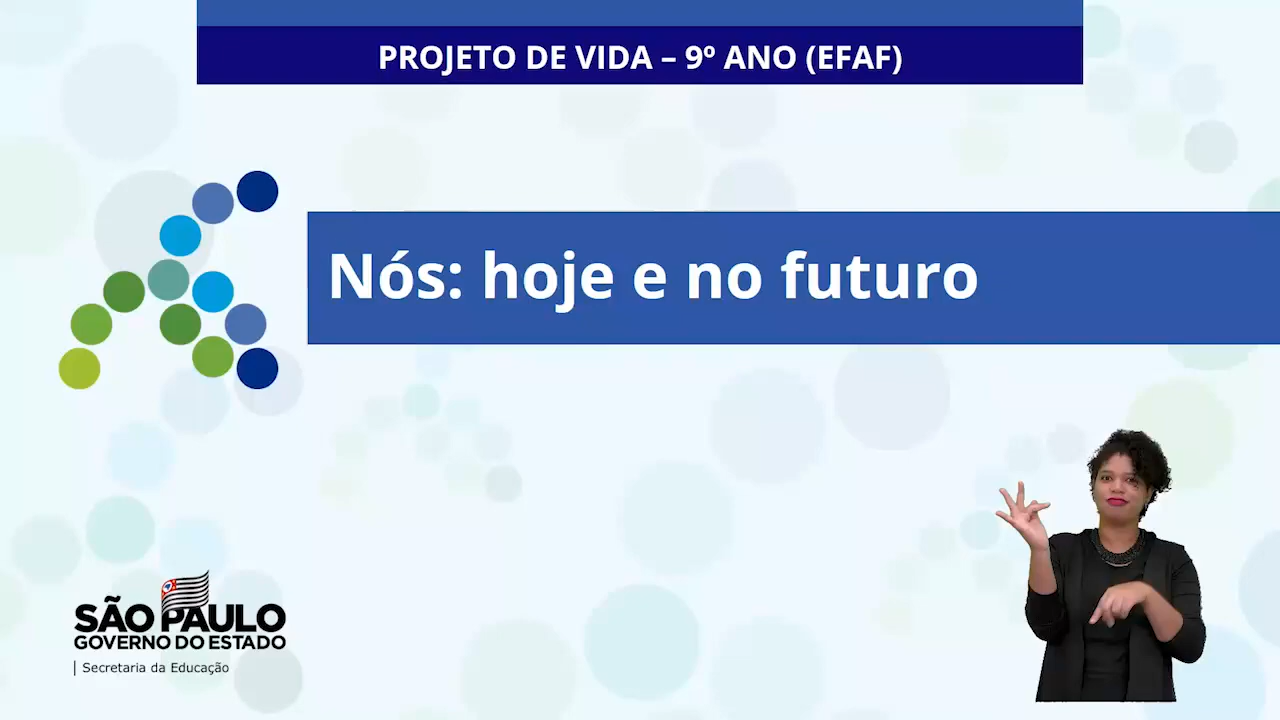 PROJETO DE VIDA – 9º ANO (EFAF)
Nós: hoje e no futuro
SÃO PAULO
GOVERNO DO ESTADO
Secretaria da Educação